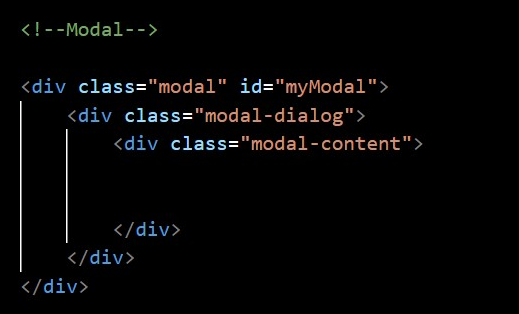 <!--Modal-->
<div class="modal" id="myModal">
<div class="modal-dialog">
<div class="modal-content">
</div>
</div>
</div>